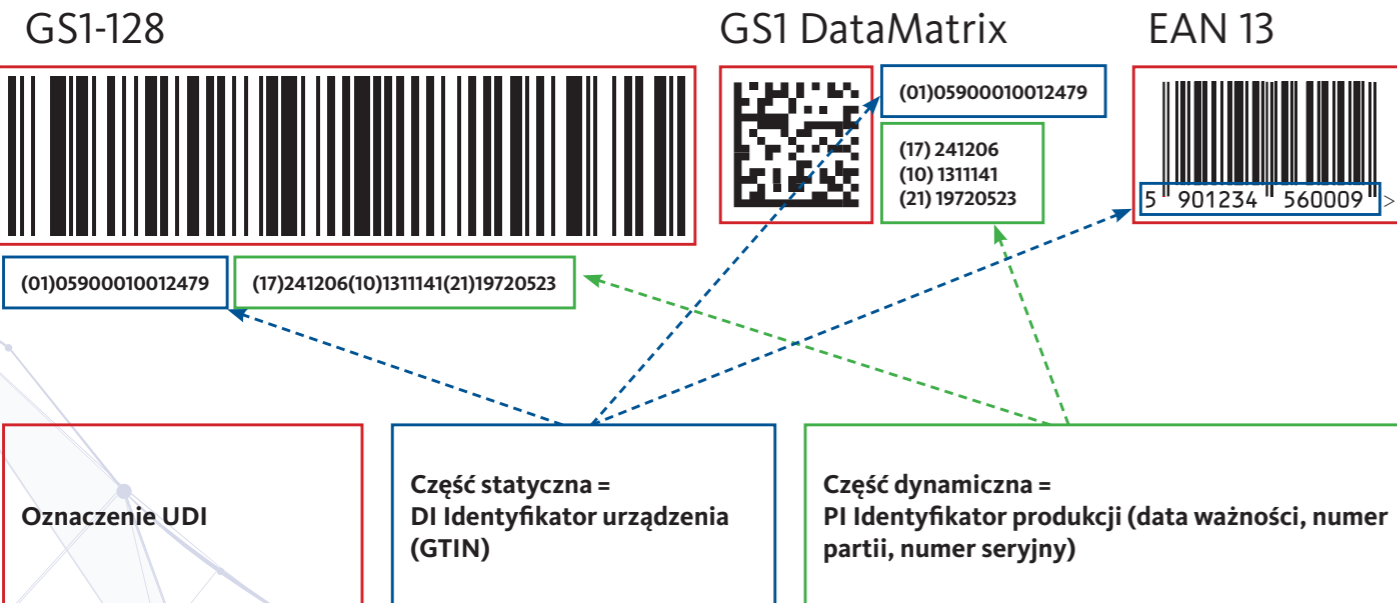 GS1-128
GS1 DataMatrix
EAN 13
(01)05900010012479
(17) 241206
(10) 1311141
(21) 19720523
5 901234 560009 >
(01)05900010012479
(17)241206(10)1311141(21)19720523
Oznaczenie UDI
Część statyczna =
DI Identyfikator urządzenia
(GTIN)
Część dynamiczna =
PI Identyfikator produkcji (data ważności, numer
partii, numer seryjny)